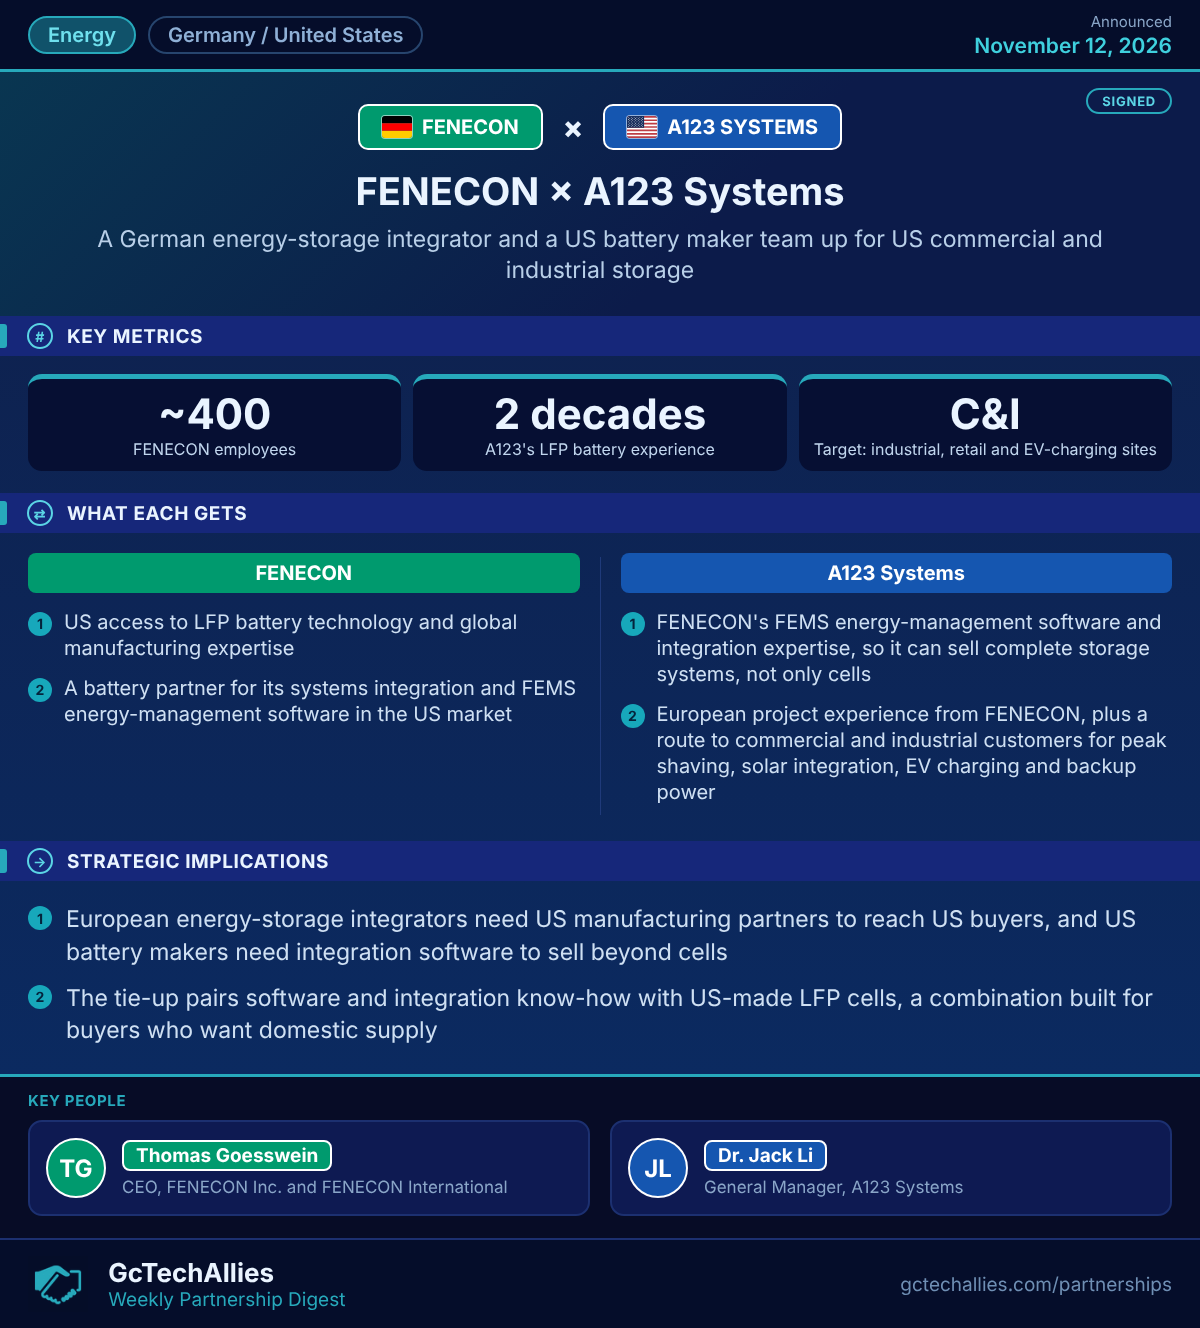 Energy
Germany / United States
Announced
November 12, 2026
SIGNED
FENECON
×
A123 SYSTEMS
FENECON × A123 Systems
A German energy-storage integrator and a US battery maker team up for US commercial and
industrial storage
# KEY METRICS
~400
FENECON employees
2 decades
A123's LFP battery experience
C&I
Target: industrial, retail and EV-charging sites
⇄ WHAT EACH GETS
FENECON
1 US access to LFP battery technology and global
manufacturing expertise
2 A battery partner for its systems integration and FEMS
energy-management software in the US market
A123 Systems
1 FENECON's FEMS energy-management software and
integration expertise, so it can sell complete storage
systems, not only cells
2 European project experience from FENECON, plus a
route to commercial and industrial customers for peak
shaving, solar integration, EV charging and backup
power
→ STRATEGIC IMPLICATIONS
1 European energy-storage integrators need US manufacturing partners to reach US buyers, and US
battery makers need integration software to sell beyond cells
2 The tie-up pairs software and integration know-how with US-made LFP cells, a combination built for
buyers who want domestic supply
KEY PEOPLE
TG
Thomas Goesswein
CEO, FENECON Inc. and FENECON International
JL
Dr. Jack Li
General Manager, A123 Systems
GcTechAllies
Weekly Partnership Digest
gctechallies.com/partnerships